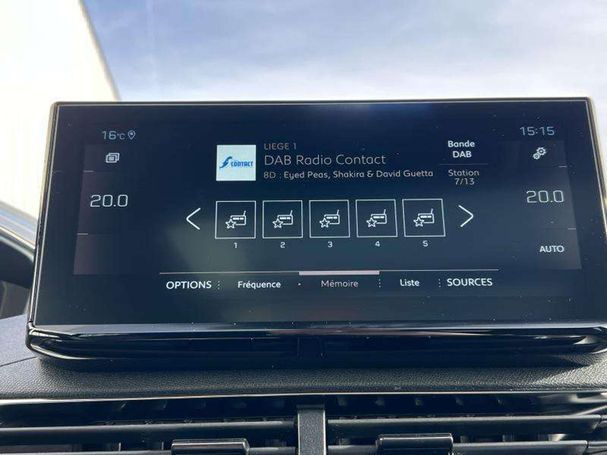 16°C
15:15
LIEGE 1
DAB Radio Contact
8D : Eyed Peas, Shakira & David Guetta
CONTACT
Bande
DAB
Station
7/13
20.0
20.0
1 2 3 4 5
AUTO
OPTIONS Fréquence Mémoire Liste SOURCES